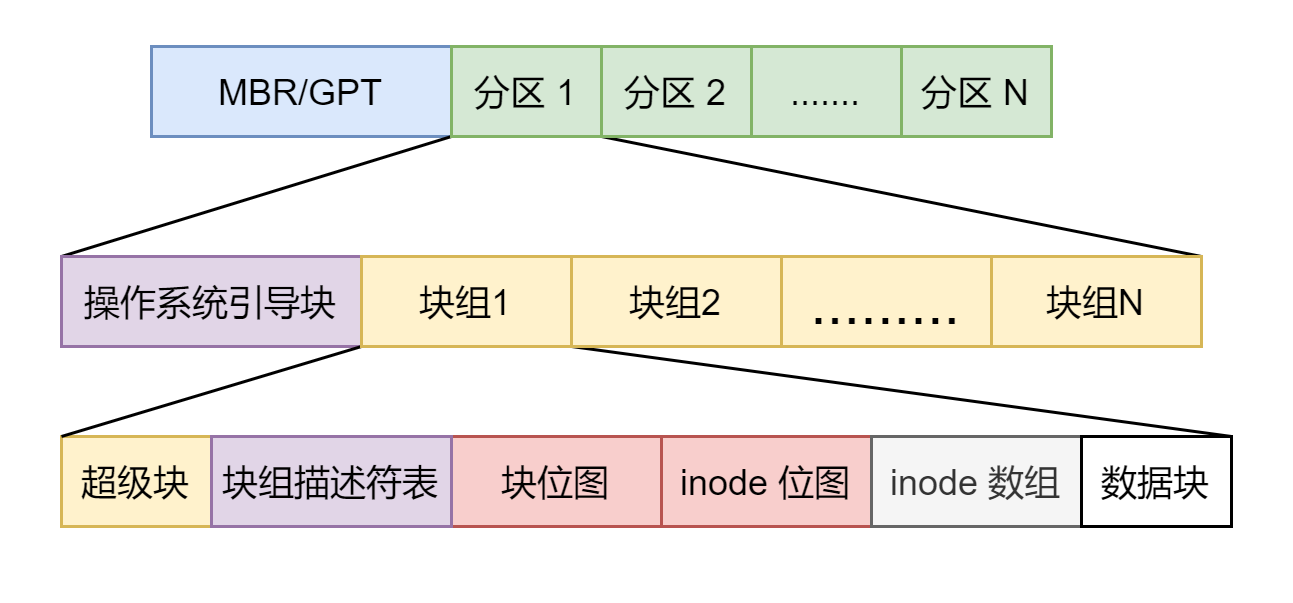 MBR/GPT
分区 1
分区 2
.......
分区 N
操作系统引导块
块组1
块组2
.........
块组N
超级块
块组描述符表
块位图
inode 位图
inode 数组
数据块